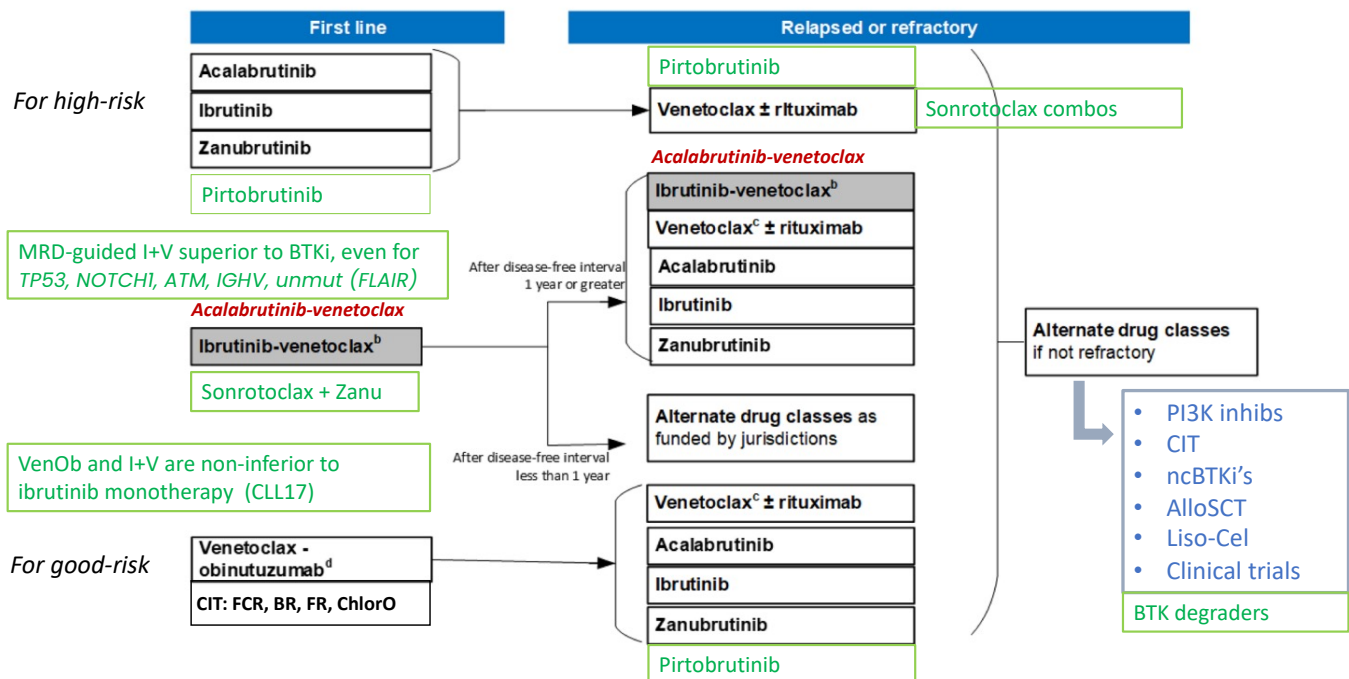 First line
Relapsed or refractory
For high-risk
Acalabrutinib
Ibrutinib
Zanubrutinib
Pirtobrutinib
Pirtobrutinib
Venetoclax ± rItuximab
Sonrotoclax combos
MRD-guided I+V superior to BTKi, even for
TP53, NOTCH1, ATM, IGHV, unmut (FLAIR)
Acalabrutinib-venetoclax
Ibrutinib-venetoclaxᵇ
Sonrotoclax + Zanu
After disease-free interval
1 year or greater
Acalabrutinib-venetoclax
Ibrutinib-venetoclaxᵇ
Venetoclaxᶜ ± rituximab
Acalabrutinib
Ibrutinib
Zanubrutinib
After disease-free interval
less than 1 year
Alternate drug classes as
funded by jurisdictions
VenOb and I+V are non-inferior to
ibrutinib monotherapy (CLL17)
For good-risk
Venetoclax -
obinutuzumabᵈ
CIT: FCR, BR, FR, ChlorO
Venetoclaxᶜ ± rituximab
Acalabrutinib
Ibrutinib
Zanubrutinib
Pirtobrutinib
Alternate drug classes
if not refractory
• PI3K inhibs
• CIT
• ncBTKi's
• AlloSCT
• Liso-Cel
• Clinical trials
BTK degraders